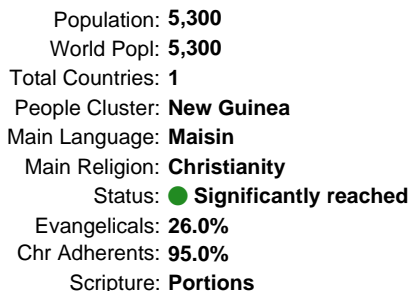 Population: 5,300
World Popl: 5,300
Total Countries: 1
People Cluster: New Guinea
Main Language: Maisin
Main Religion: Christianity
Status: Significantly reached
Evangelicals: 26.0%
Chr Adherents: 95.0%
Scripture: Portions